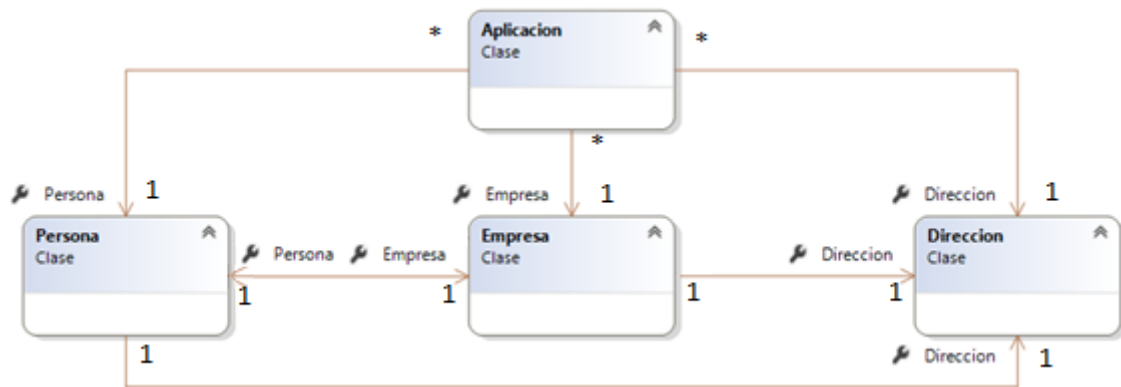 Aplicacion
Clase
*
*
*
Persona
1
Empresa
1
Direccion
1
Persona
Clase
Persona
Empresa
1
1
Empresa
Clase
Direccion
1
1
Direccion
Clase
1
Direccion
1